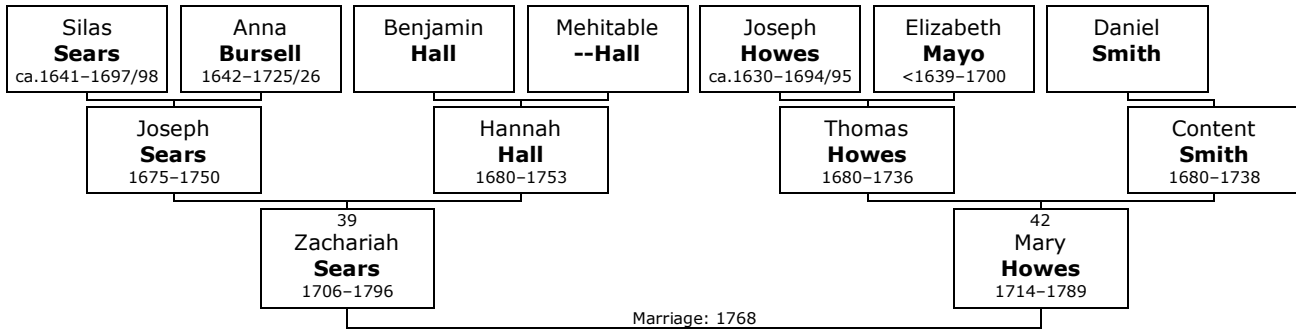 Silas
Sears
ca.1641–1697/98
Anna
Bursell
1642–1725/26
Benjamin
Hall
Mehitable
--Hall
Joseph
Howes
ca.1630–1694/95
Elizabeth
Mayo
<1639–1700
Daniel
Smith
Joseph
Sears
1675–1750
Hannah
Hall
1680–1753
Thomas
Howes
1680–1736
Content
Smith
1680–1738
39
Zachariah
Sears
1706–1796
42
Mary
Howes
1714–1789
Marriage: 1768